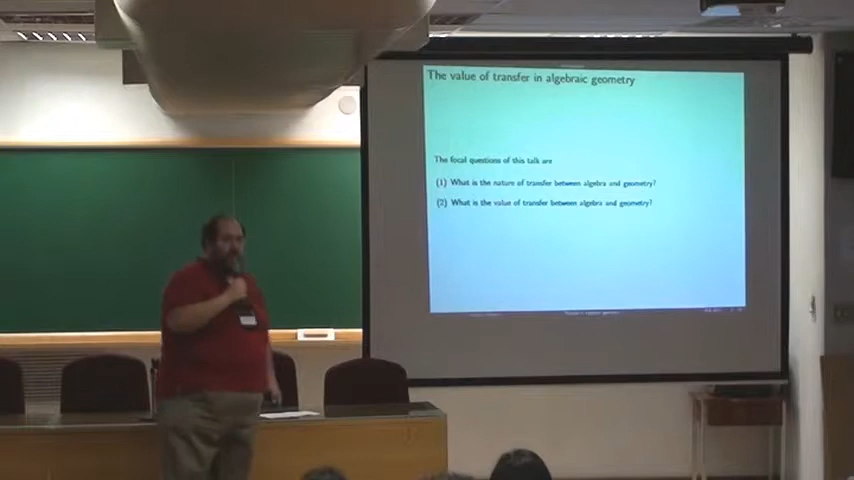 The value of transfer in algebraic geometry
The focal questions of this talk are
(1) What is the nature of transfer between algebra and geometry?
(2) What is the value of transfer between algebra and geometry?